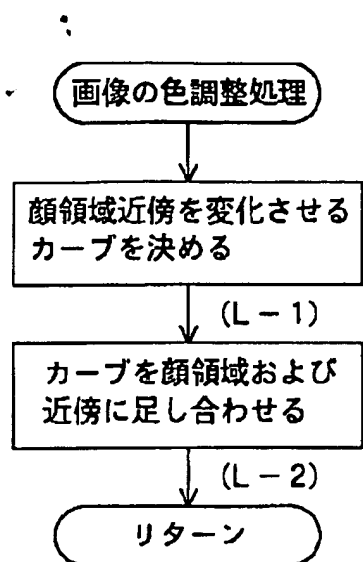 画像の色調整処理
顔領域近傍を変化させる
カーブを決める
(L-1)
カーブを顔領域および
近傍に足し合わせる
(L-2)
リターン